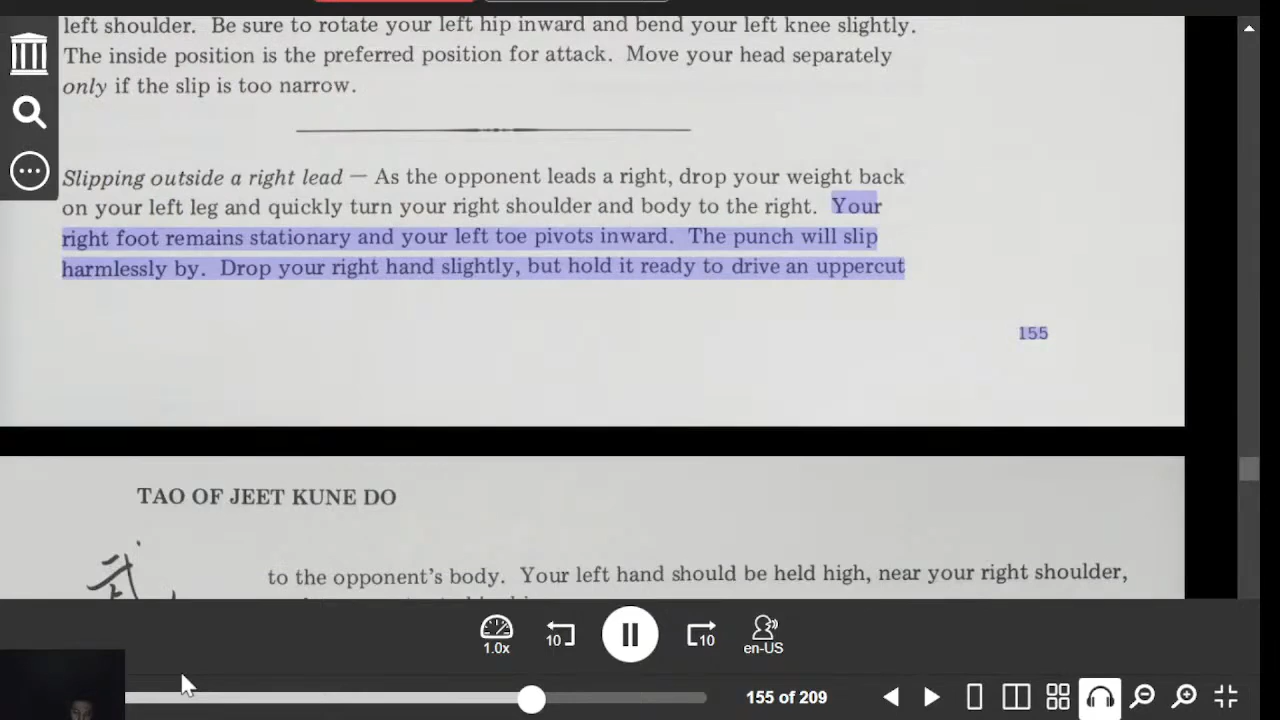 left shoulder. Be sure to rotate your left hip inward and bend your left knee slightly.
The inside position is the preferred position for attack. Move your head separately
only if the slip is too narrow.
Slipping outside a right lead — As the opponent leads a right, drop your weight back
on your left leg and quickly turn your right shoulder and body to the right. Your
right foot remains stationary and your left toe pivots inward. The punch will slip
harmlessly by. Drop your right hand slightly, but hold it ready to drive an uppercut
155
TAO OF JEET KUNE DO
武
to the opponent's body. Your left hand should be held high, near your right shoulder,
1.0x
10
10
en-US
155 of 209